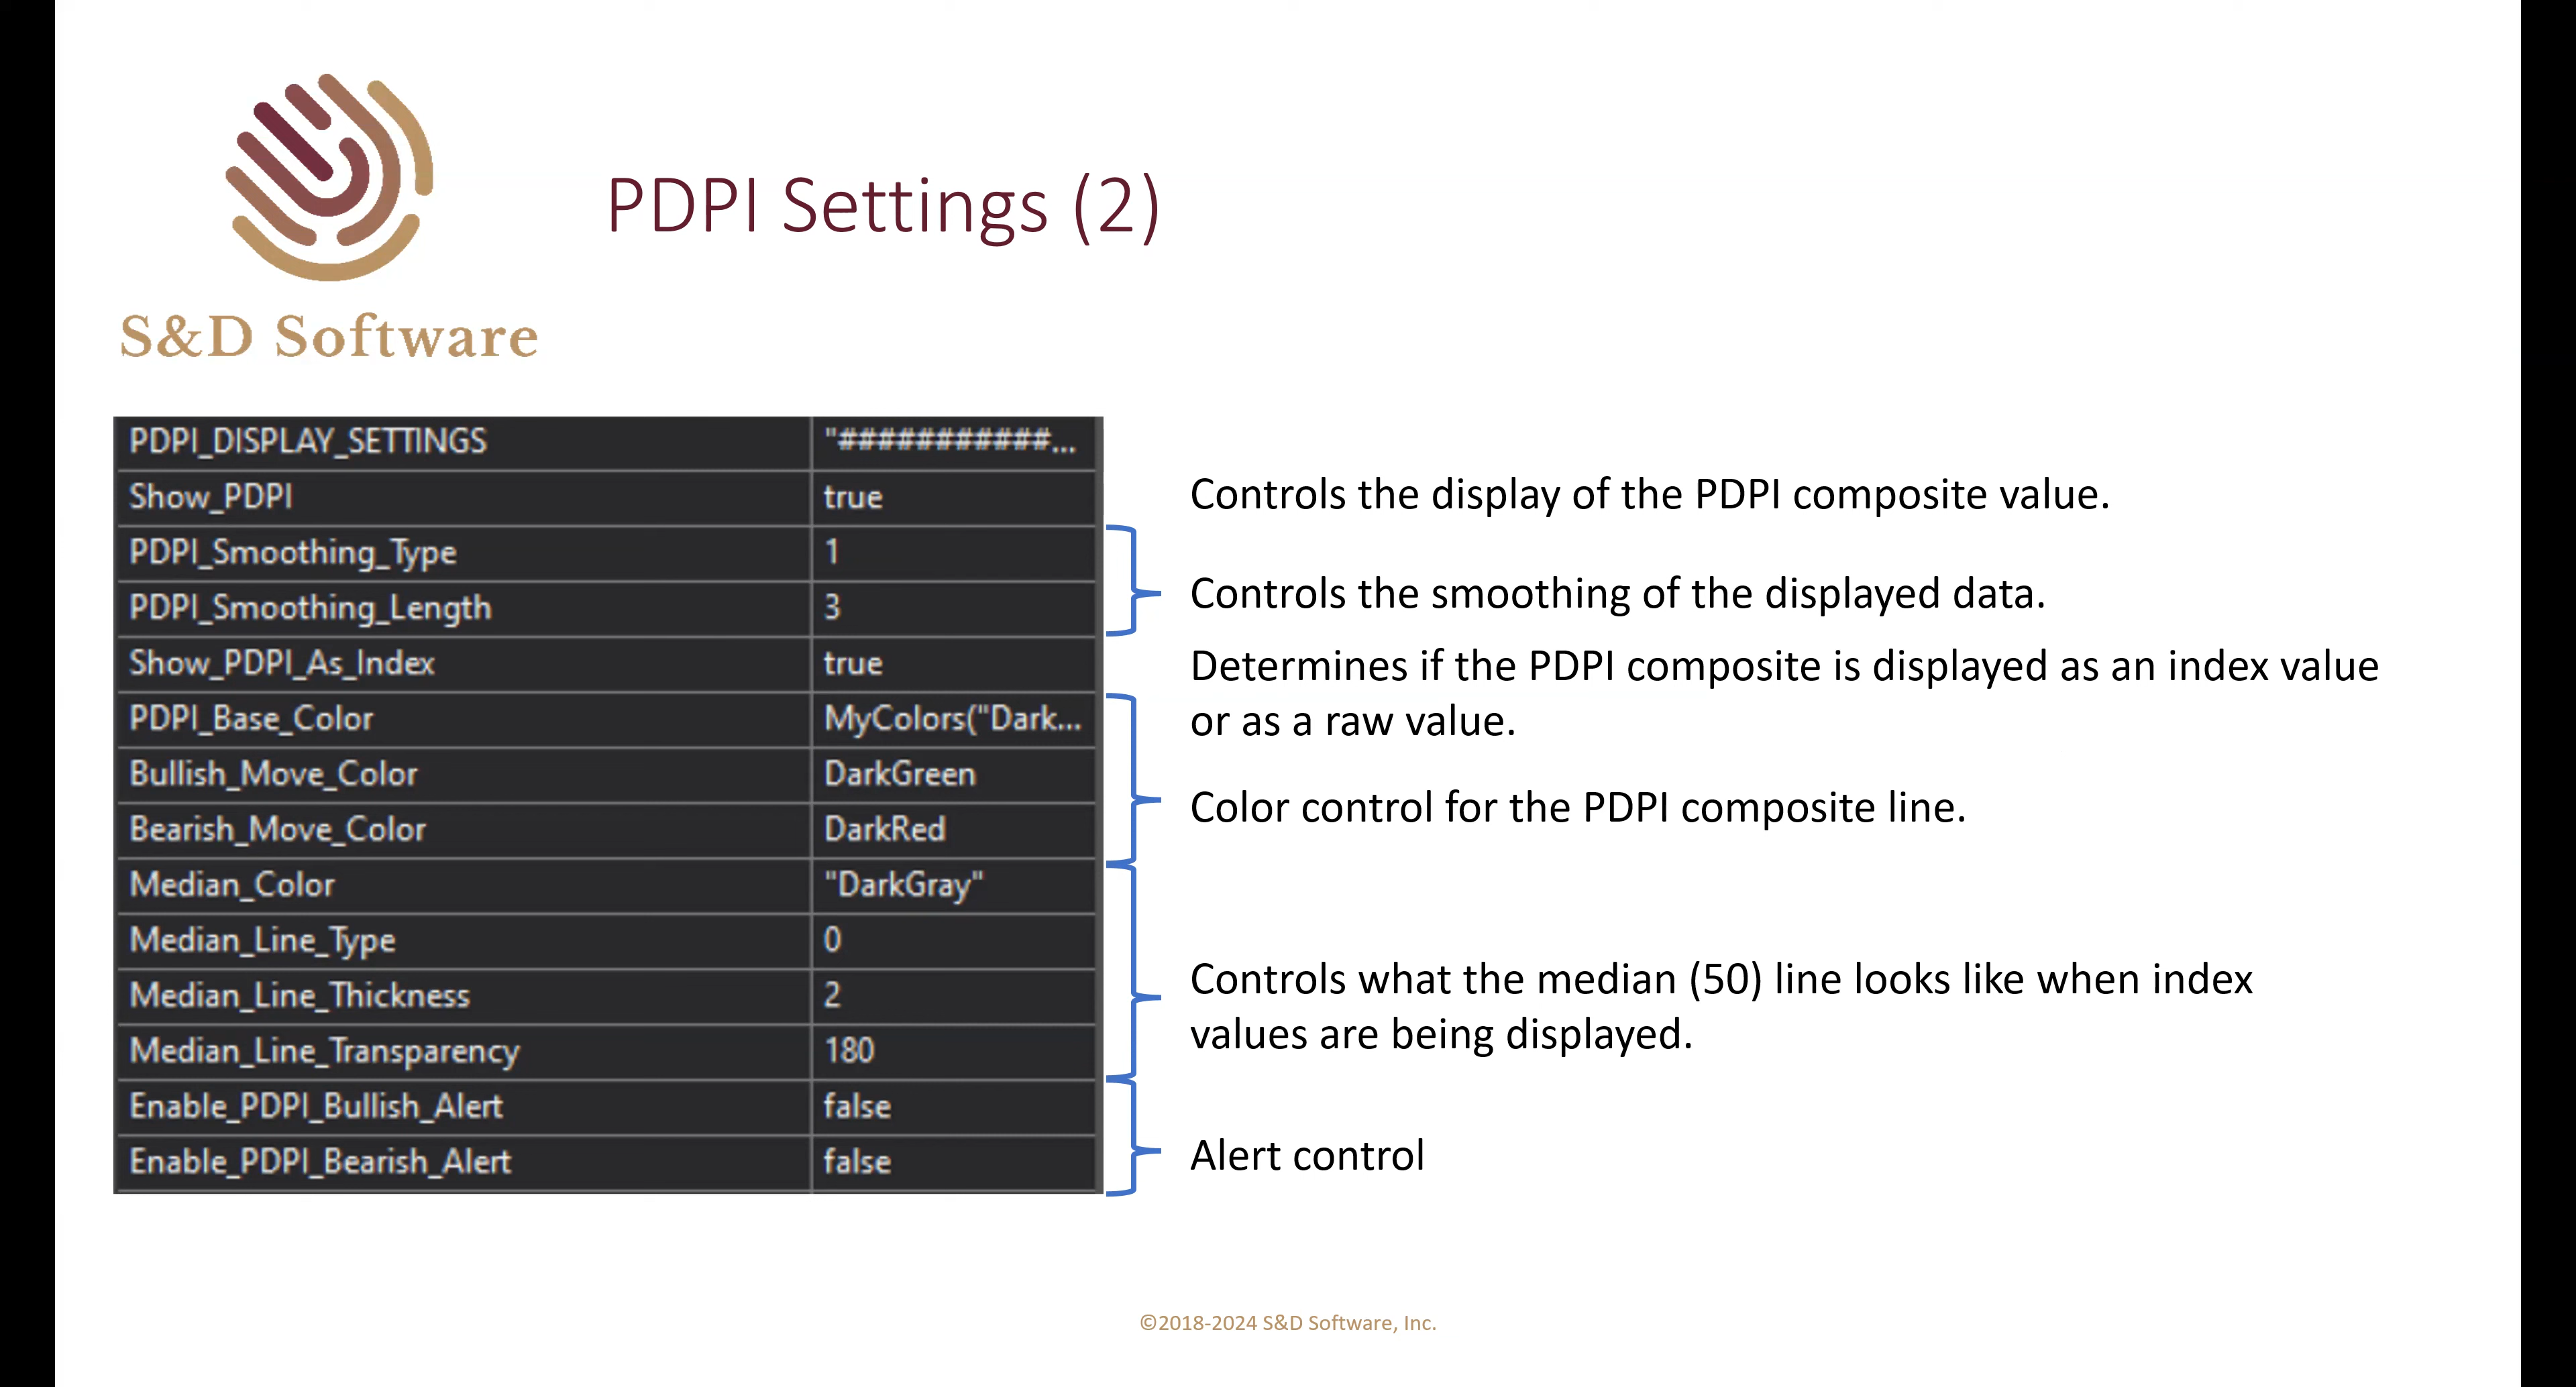 PDPI Settings (2)
S&D Software
PDPI_DISPLAY_SETTINGS "###########...
Show_PDPI true
Controls the display of the PDPI composite value.
PDPI_Smoothing_Type 1
PDPI_Smoothing_Length 3
Controls the smoothing of the displayed data.
Show_PDPI_As_Index true
Determines if the PDPI composite is displayed as an index value
or as a raw value.
PDPI_Base_Color MyColors("Dark...
Bullish_Move_Color DarkGreen
Bearish_Move_Color DarkRed
Color control for the PDPI composite line.
Median_Color "DarkGray"
Median_Line_Type 0
Median_Line_Thickness 2
Median_Line_Transparency 180
Controls what the median (50) line looks like when index
values are being displayed.
Enable_PDPI_Bullish_Alert false
Enable_PDPI_Bearish_Alert false
Alert control
©2018-2024 S&D Software, Inc.